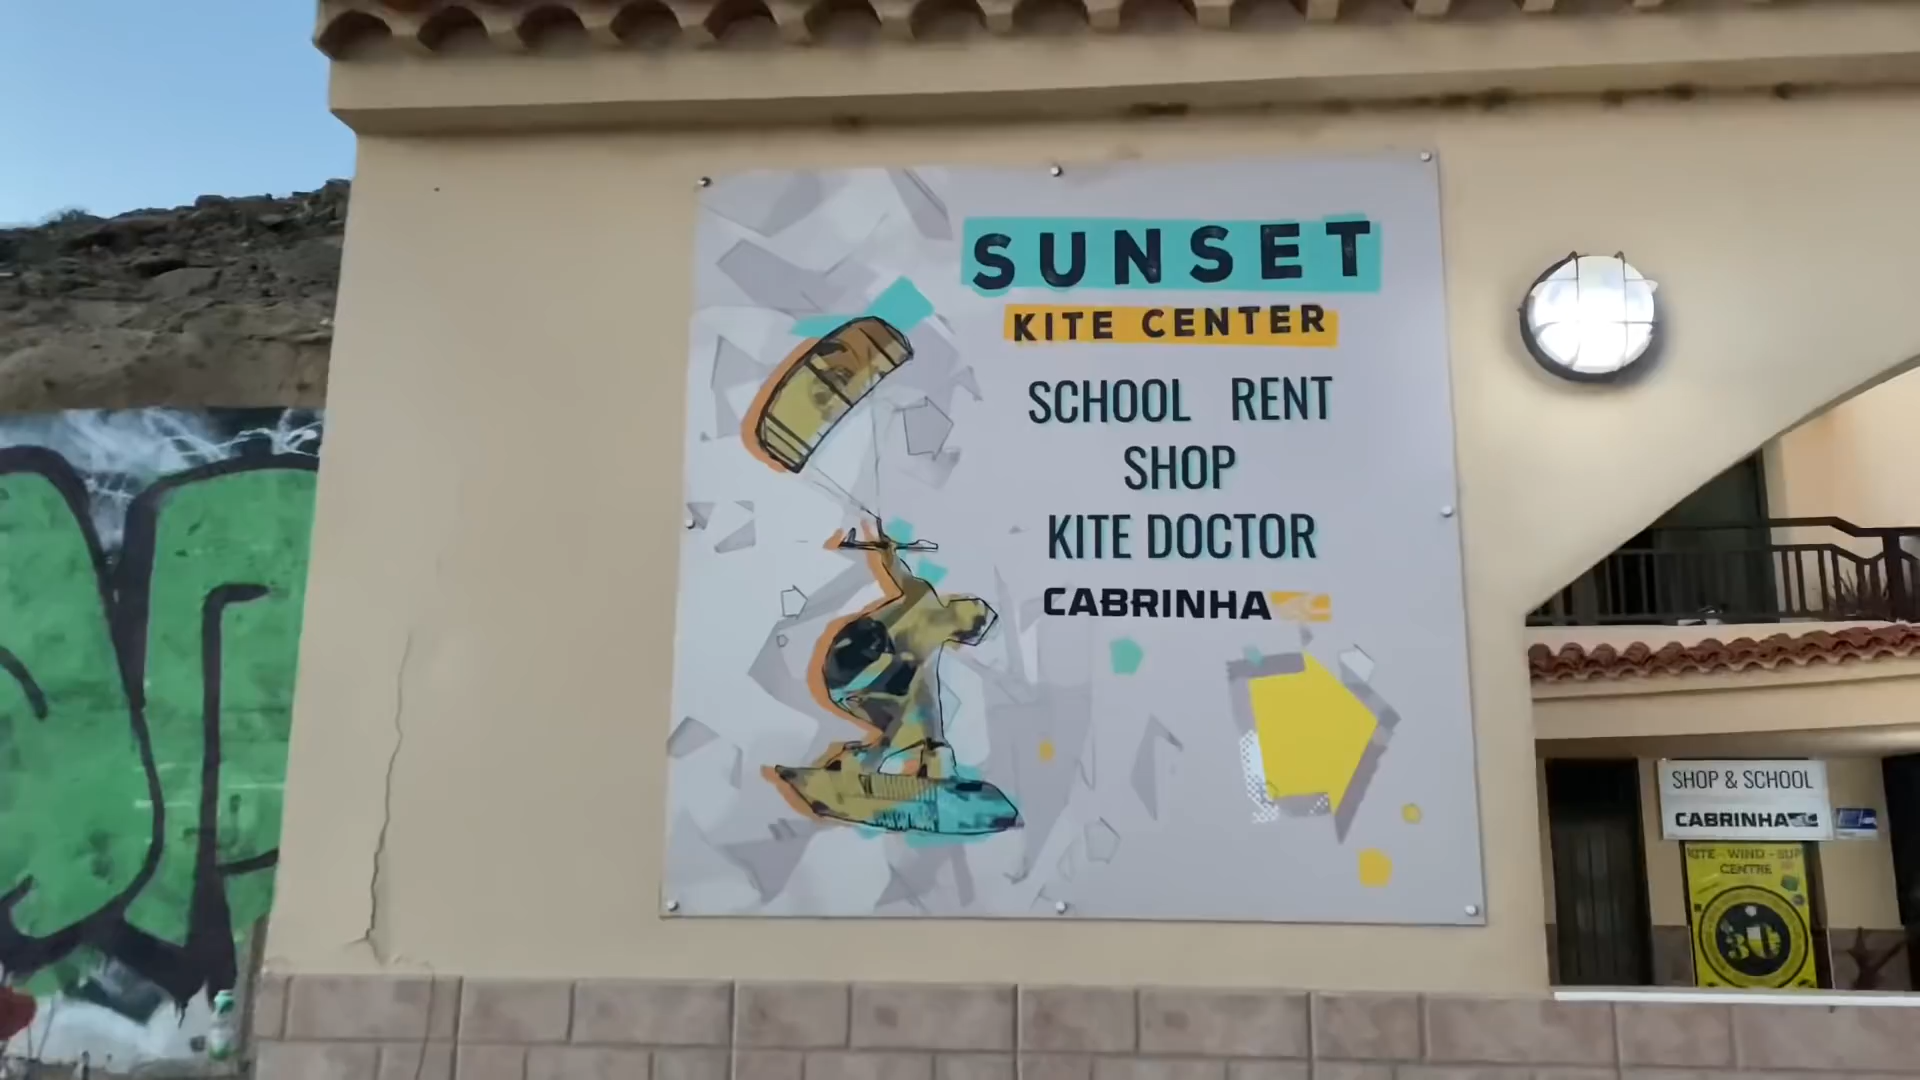 SUNSET
KITE CENTER
SCHOOL RENT
SHOP
KITE DOCTOR
CABRINHA
SHOP & SCHOOL
CABRINHA
KITE - WIND - SUP
CENTRE
30